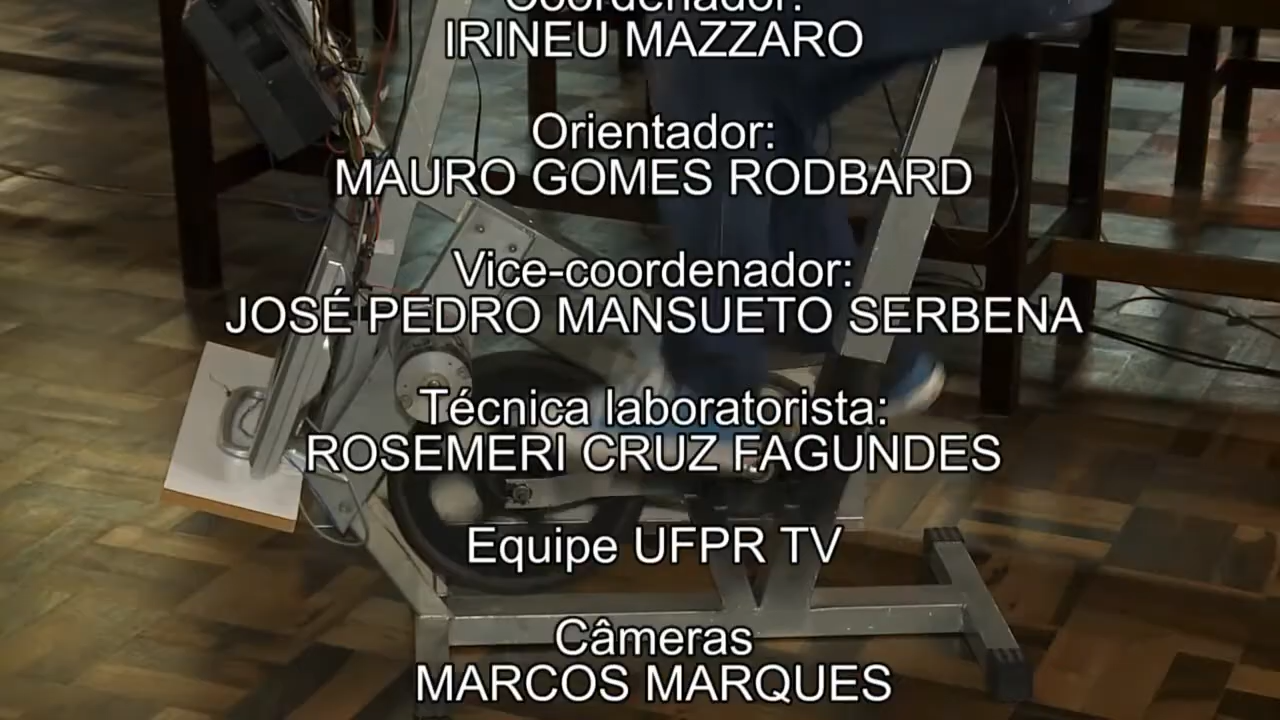 Coordenador:
IRINEU MAZZARO
Orientador:
MAURO GOMES RODBARD
Vice-coordenador:
JOSÉ PEDRO MANSUETO SERBENA
Técnica laboratorista:
ROSEMERI CRUZ FAGUNDES
Equipe UFPR TV
Câmeras
MARCOS MARQUES